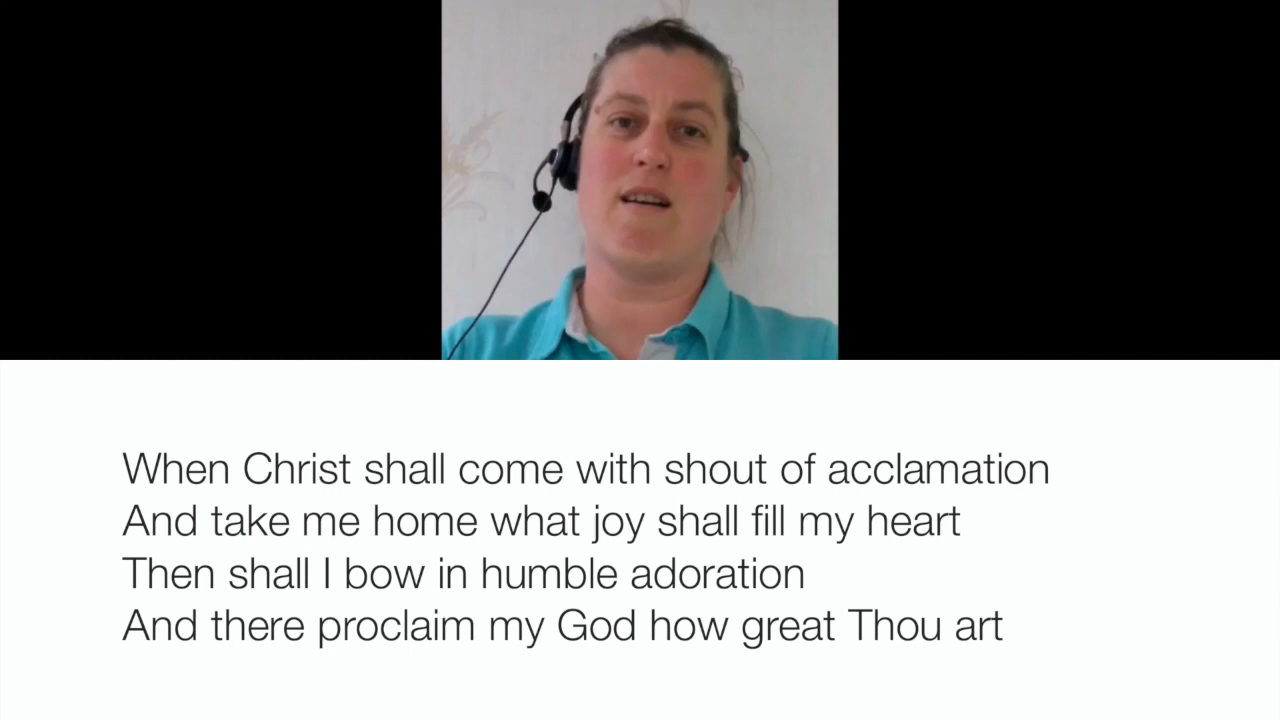 When Christ shall come with shout of acclamation
And take me home what joy shall fill my heart
Then shall I bow in humble adoration
And there proclaim my God how great Thou art